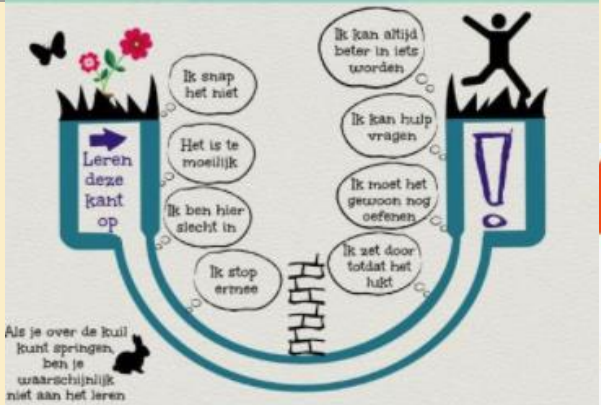 Leren
deze
kant
op
Ik snap
het niet
Het is te
moeilijk
Ik ben hier
slecht in
Ik stop
ermee
Ik zet door
totdat het
lukt
Ik moet het
gewoon nog
oefenen
Ik kan hulp
vragen
Ik kan altijd
beter in iets
worden
!
Als je over de kuil
kunt springen,
ben je
waarschijnlijk
niet aan het leren